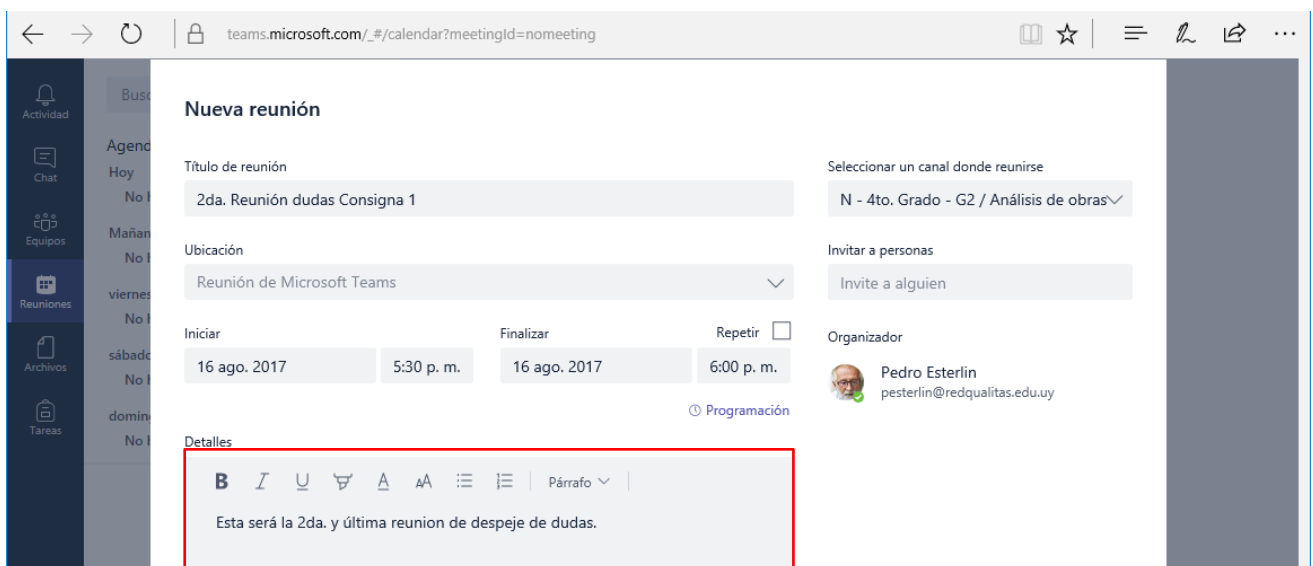 teams.microsoft.com/_#/calendar?meetingId=nomeeting
Actividad
Chat
Equipos
Reuniones
Archivos
Tareas
Hoy
Nueva reunión
Título de reunión
2da. Reunión dudas Consigna 1
Seleccionar un canal donde reunirse
N - 4to. Grado - G2 / Análisis de obras
Ubicación
Reunión de Microsoft Teams
Invitar a personas
Invite a alguien
Iniciar
Finalizar
Repetir
16 ago. 2017
5:30 p. m.
16 ago. 2017
6:00 p. m.
Organizador
Pedro Esterlin
pesterlin@redqualitas.edu.uy
Programación
Detalles
B I U A AA Párrafo
Esta será la 2da. y última reunion de despeje de dudas.